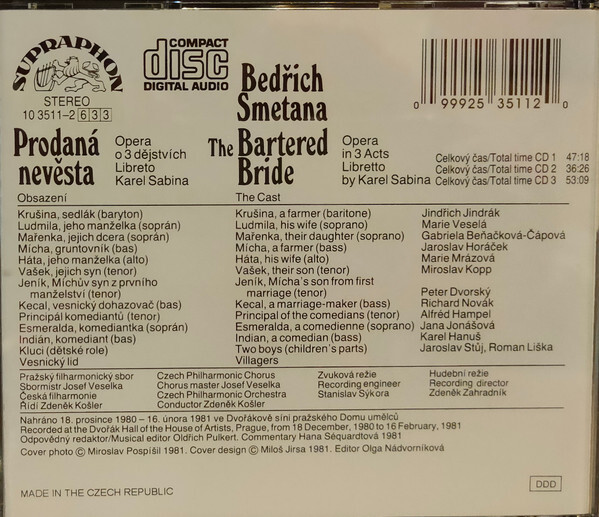 SUPRAPHON
STEREO
10 3511-2 633
COMPACT
disc
DIGITAL AUDIO
Bedřich
Smetana
0 99925 35112 0
Prodaná
nevěsta
Opera
o 3 dějstvích
Libreto
Karel Sabina
The Bartered
Bride
Opera
in 3 Acts
Libretto
by Karel Sabina
Celkový čas/Total time CD 1 47:18
Celkový čas/Total time CD 2 36:26
Celkový čas/Total time CD 3 53:09
Obsazení The Cast
Krušina, sedlák (baryton) Krušina, a farmer (baritone) Jindřich Jindrák
Ludmila, jeho manželka (soprán) Ludmila, his wife (soprano) Marie Veselá
Mařenka, jejich dcera (soprán) Mařenka, their daughter (soprano) Gabriela Beňačková-Čápová
Mícha, gruntovník (bas) Mícha, a farmer (bass) Jaroslav Horáček
Háta, jeho manželka (alto) Háta, his wife (alto) Marie Mrázová
Vašek, jejich syn (tenor) Vašek, their son (tenor) Miroslav Kopp
Jeník, Míchův syn z prvního Jeník, Mícha's son from first
manželství (tenor) marriage (tenor) Peter Dvorský
Kecal, vesnický dohazovač (bas) Kecal, a marriage-maker (bass) Richard Novák
Principál komediantů (tenor) Principal of the comedians (tenor) Alfréd Hampel
Esmeralda, komediantka (soprán) Esmeralda, a comedienne (soprano) Jana Jonášová
Indián, komediant (bas) Indian, a comedian (bass) Karel Hanuš
Kluci (dětské role) Two boys (children's parts) Jaroslav Stůj, Roman Liška
Vesnický lid Villagers
Pražský filharmonický sbor Czech Philharmonic Chorus Zvuková režie Hudební režie
Sbormistr Josef Veselka Chorus master Josef Veselka Recording engineer Recording director
Česká filharmonie Czech Philharmonic Orchestra Stanislav Sýkora Zdeněk Zahradník
Řídí Zdeněk Košler Conductor Zdeněk Košler
Nahráno 18. prosince 1980 – 16. února 1981 ve Dvořákově síni pražského Domu umělců
Recorded at the Dvořák Hall of the House of Artists, Prague, from 18 December, 1980 to 16 February, 1981
Odpovědný redaktor/Musical editor Oldřich Pulkert. Commentary Hana Séquardtová 1981
Cover photo © Miroslav Pospíšil 1981. Cover design © Miloš Jirsa 1981. Editor Olga Nádvorníková
MADE IN THE CZECH REPUBLIC
DDD